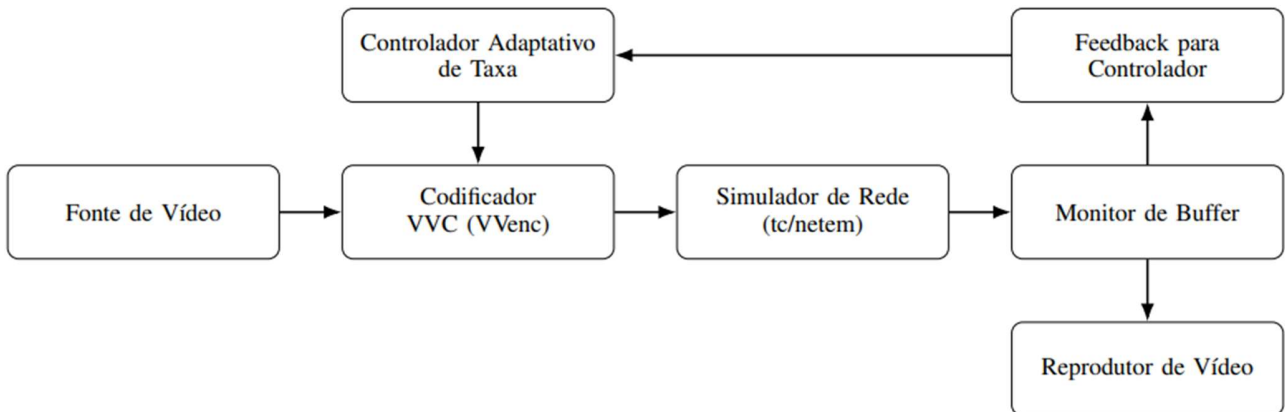 Controlador Adaptativo
de Taxa
Feedback para
Controlador
Fonte de Vídeo
Codificador
VVC (VVenc)
Simulador de Rede
(tc/netem)
Monitor de Buffer
Reprodutor de Vídeo